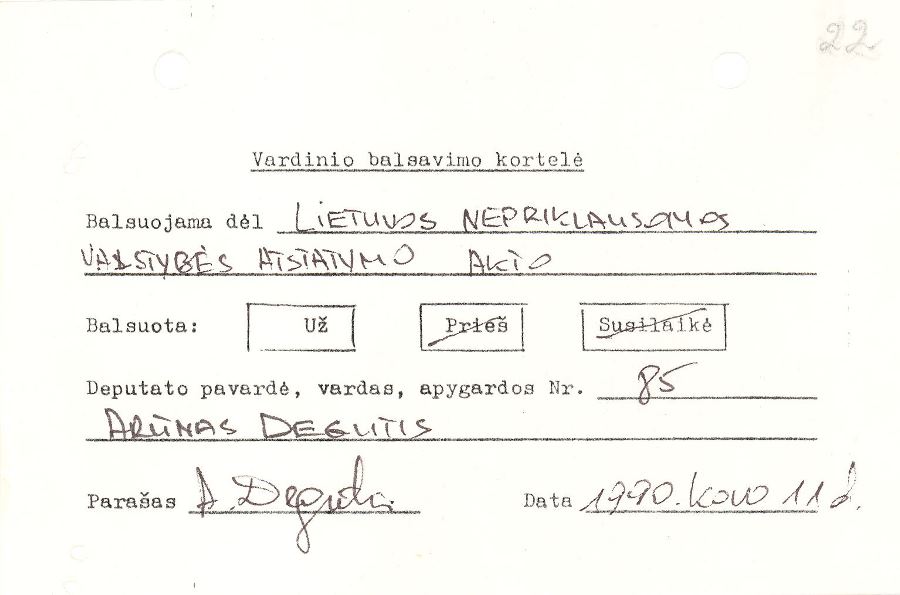 22
Vardinio balsavimo kortelė
Balsuojama dėl LIETUVOS NEPRIKLAUSOMOS
VALSTYBĖS ATSTATYMO AKTO
Balsuota: Už Prieš Susilaikė
Deputato pavardė, vardas, apygardos Nr. 85
ARŪNAS DEGUTIS
Parašas A. Degutis Data 1990. kovo 11 d.